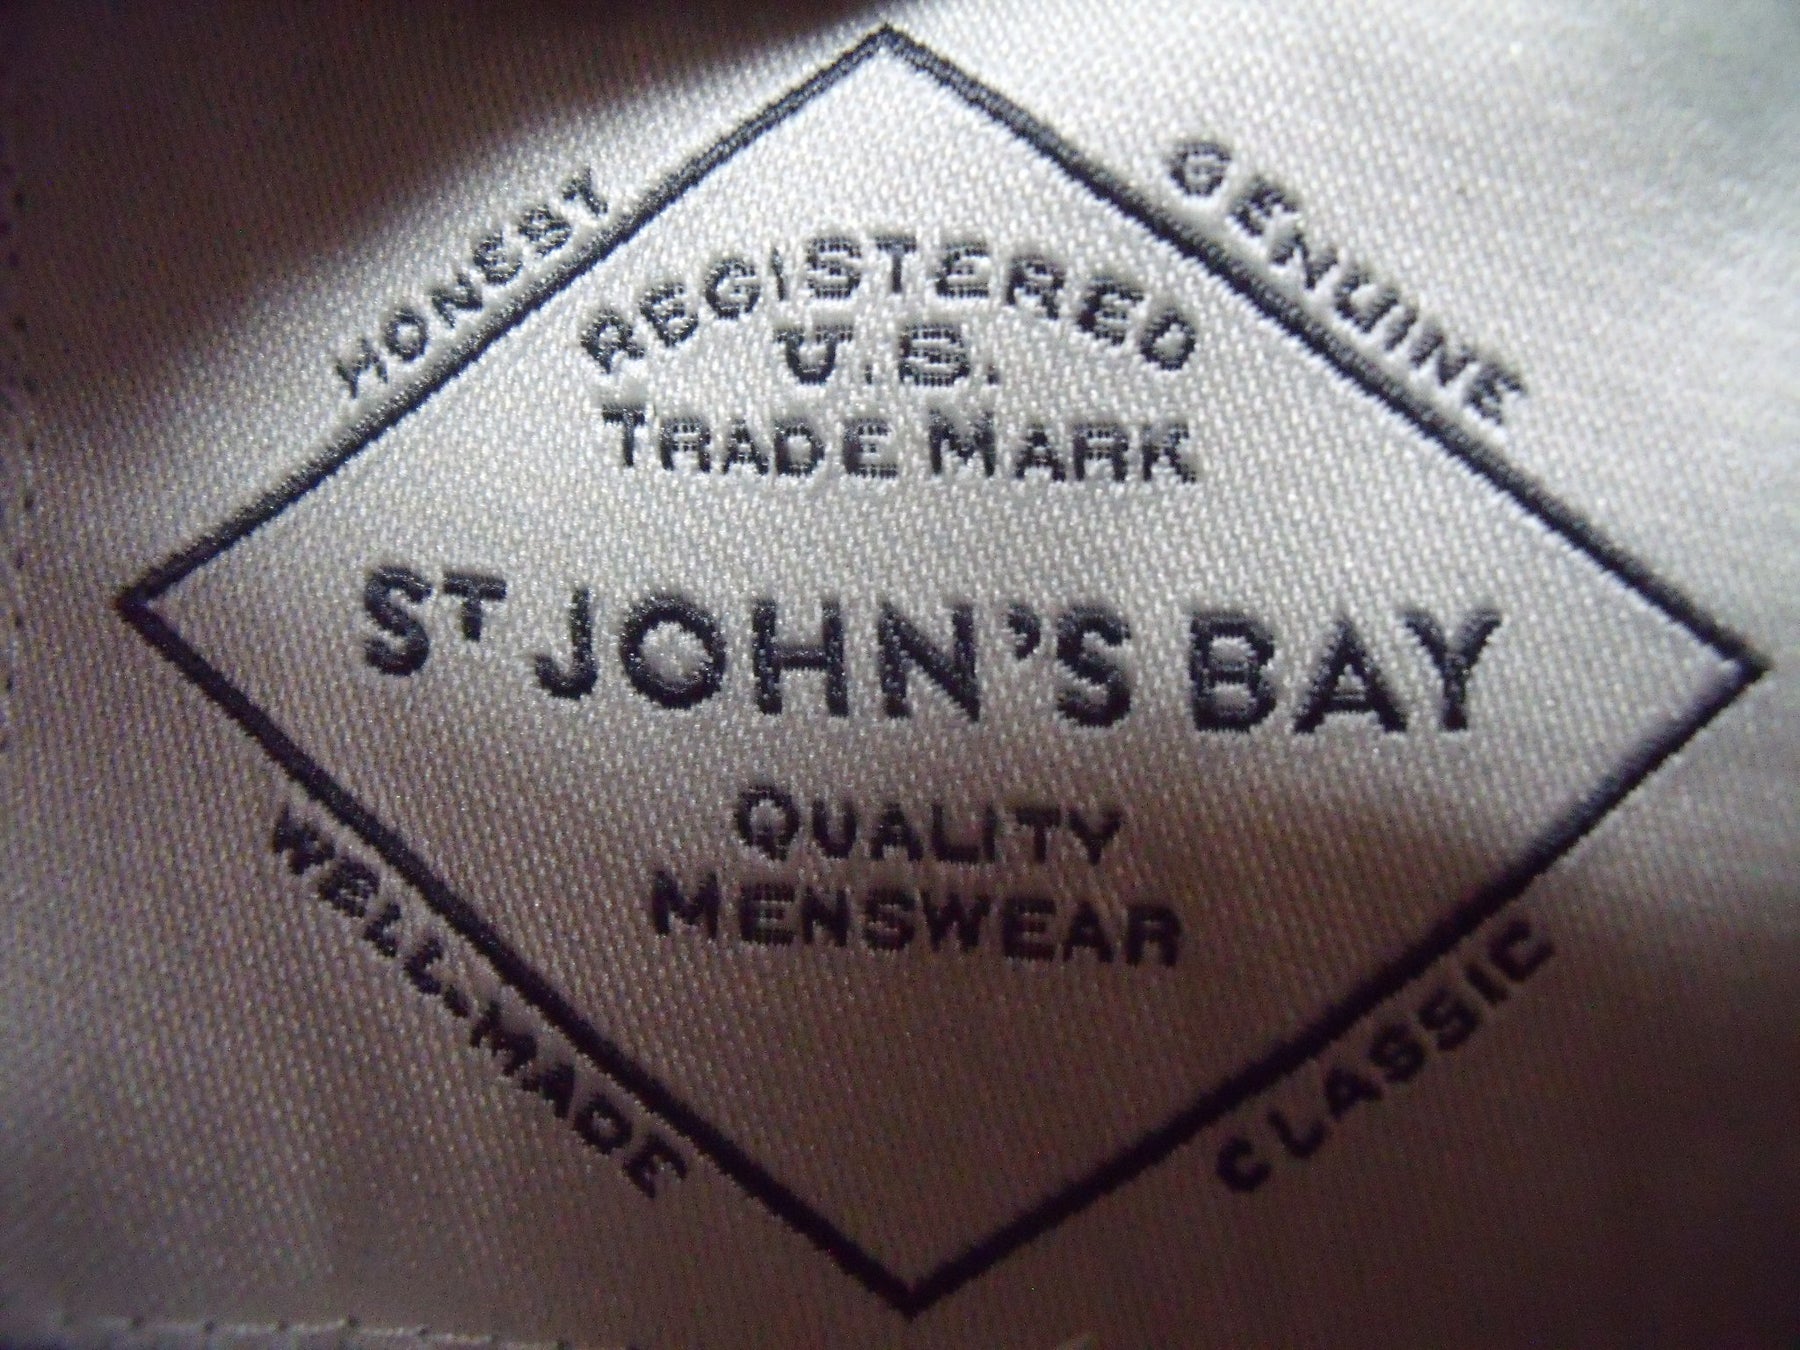 HONEST
GENUINE
REGISTERED
U.S.
TRADE MARK
ST JOHN'S BAY
QUALITY
MENSWEAR
WELL-MADE
CLASSIC